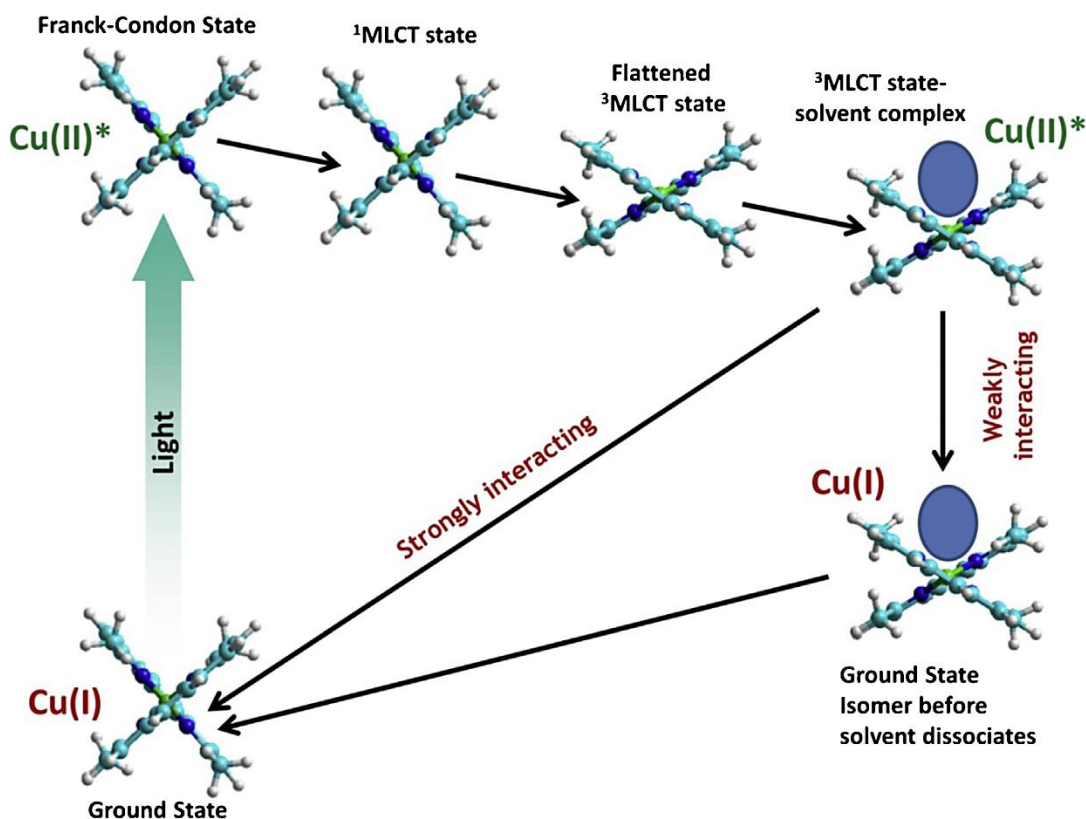 Franck-Condon State
Cu(II)*
¹MLCT state
Flattened
³MLCT state
³MLCT state-
solvent complex
Cu(II)*
Light
Strongly interacting
Weakly
interacting
Cu(I)
Ground State
Isomer before
solvent dissociates
Cu(I)
Ground State